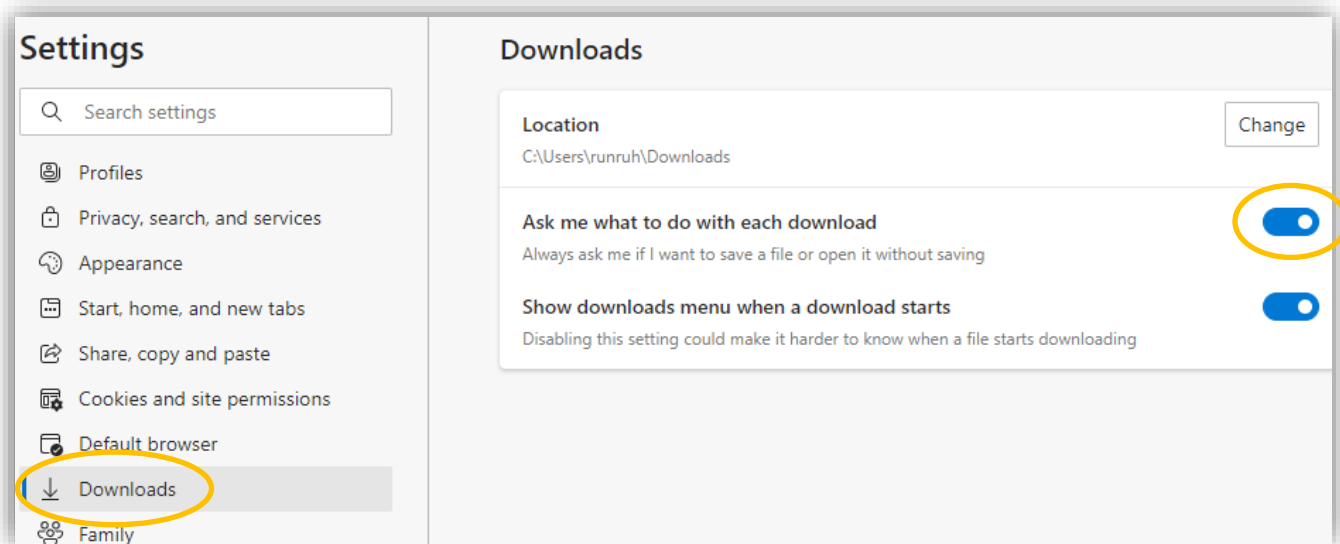 Settings
Search settings
Profiles
Privacy, search, and services
Appearance
Start, home, and new tabs
Share, copy and paste
Cookies and site permissions
Default browser
Downloads
Family
Downloads
Location
Change
C:\Users\runruh\Downloads
Ask me what to do with each download
Always ask me if I want to save a file or open it without saving
Show downloads menu when a download starts
Disabling this setting could make it harder to know when a file starts downloading